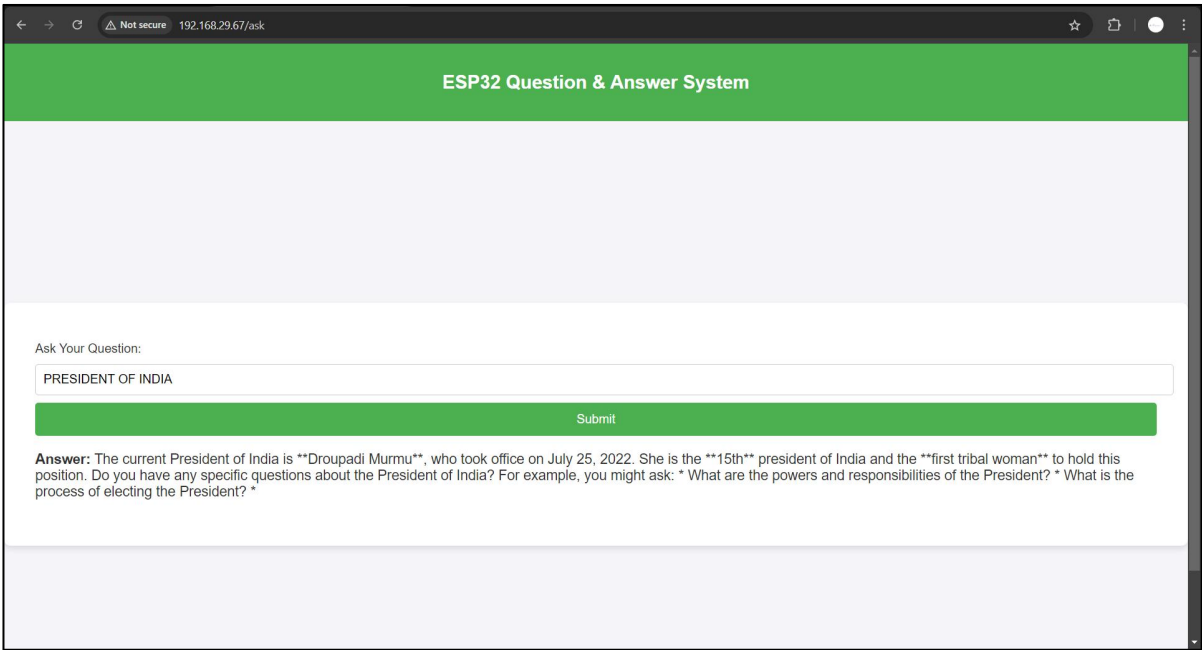 Not secure 192.168.29.67/ask
ESP32 Question & Answer System
Ask Your Question:
PRESIDENT OF INDIA
Submit
Answer: The current President of India is **Droupadi Murmu**, who took office on July 25, 2022. She is the **15th** president of India and the **first tribal woman** to hold this
position. Do you have any specific questions about the President of India? For example, you might ask: * What are the powers and responsibilities of the President? * What is the
process of electing the President? *